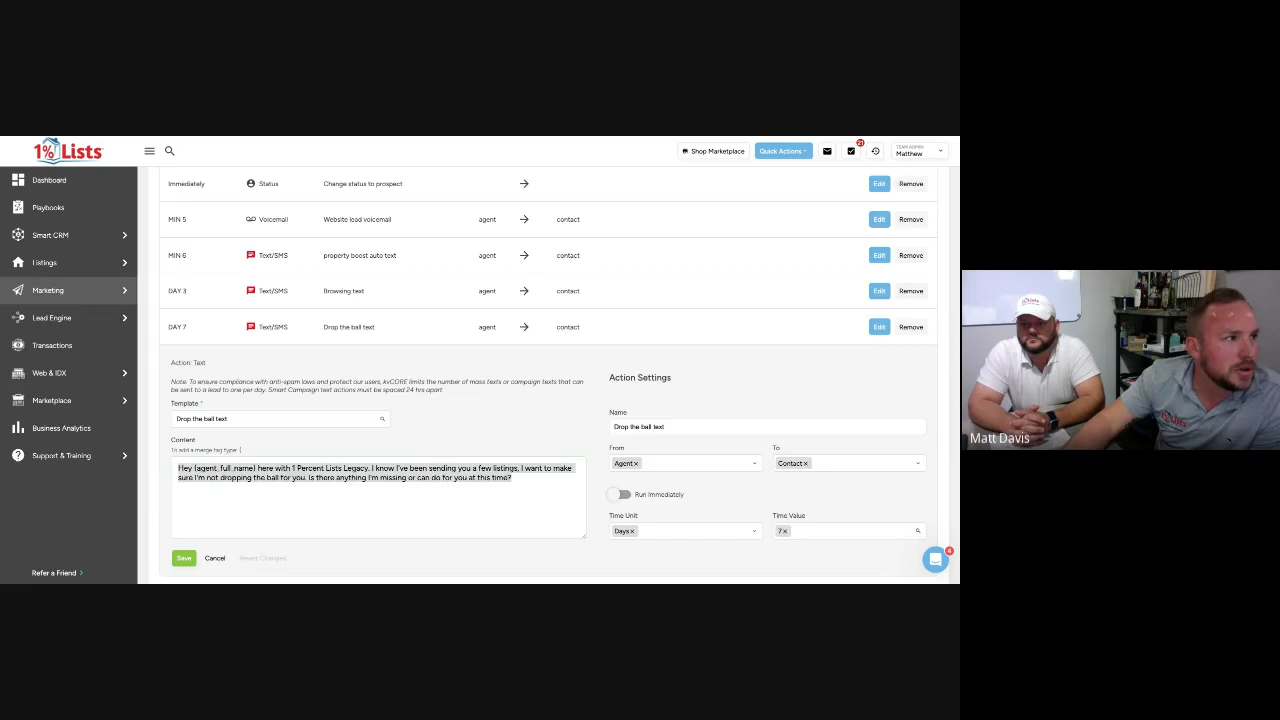 1% Lists
Shop Marketplace
Quick Actions
21
TEAM ADMIN
Matthew
Dashboard
Playbooks
Smart CRM
Listings
Marketing
Lead Engine
Transactions
Web & IDX
Marketplace
Business Analytics
Support & Training
Refer a Friend
Immediately Status Change status to prospect Edit Remove
MIN 5 Voicemail Website lead voicemail agent contact Edit Remove
MIN 6 Text/SMS property boost auto text agent contact Edit Remove
DAY 3 Text/SMS Browsing text agent contact Edit Remove
DAY 7 Text/SMS Drop the ball text agent contact Edit Remove
Action: Text
Note: To ensure compliance with anti-spam laws and protect our users, kvCORE limits the number of mass texts or campaign texts that can
be sent to a lead to one per day. Smart Campaign text actions must be spaced 24 hrs apart.
Template *
Drop the ball text
Content
To add a merge tag type: {
Hey {agent_full_name} here with 1 Percent Lists Legacy. I know I've been sending you a few listings, I want to make
sure I'm not dropping the ball for you. Is there anything I'm missing or can do for you at this time?
Save Cancel Revert Changes
Action Settings
Name
Drop the ball text
From To
Agent × Contact ×
Run Immediately
Time Unit Time Value
Days × 7 ×
4
Lists
Matt Davis